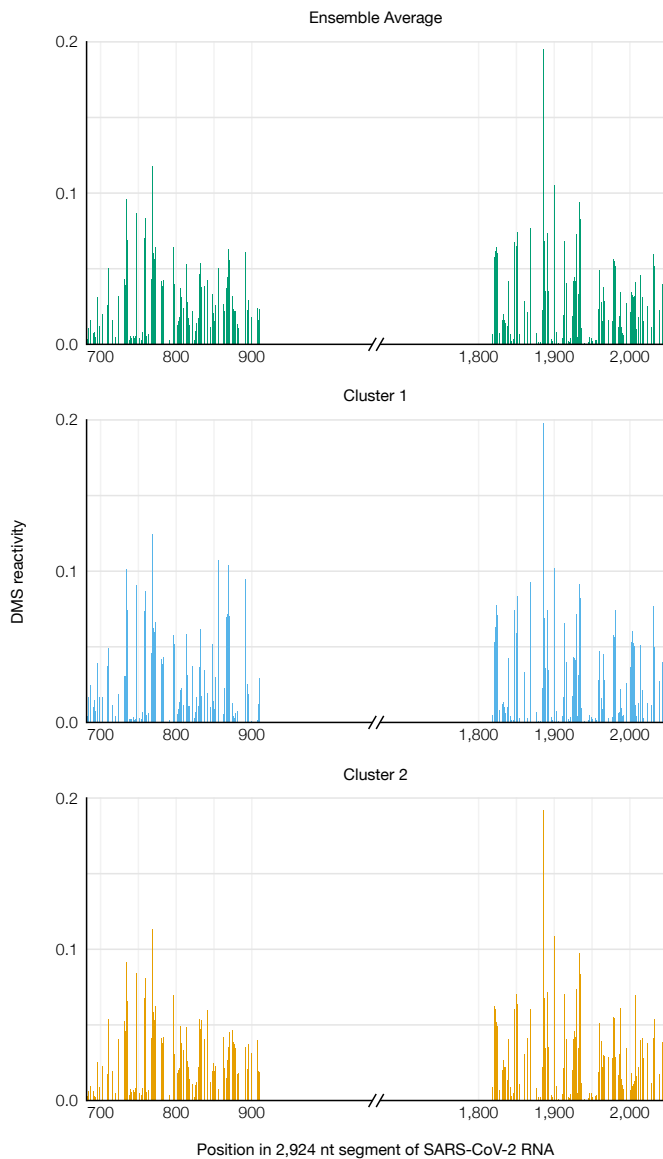 Ensemble Average
0.2
0.1
0.0
700 800 900 1,800 1,900 2,000
Cluster 1
0.2
0.1
0.0
700 800 900 1,800 1,900 2,000
DMS reactivity
Cluster 2
0.2
0.1
0.0
700 800 900 1,800 1,900 2,000
Position in 2,924 nt segment of SARS-CoV-2 RNA